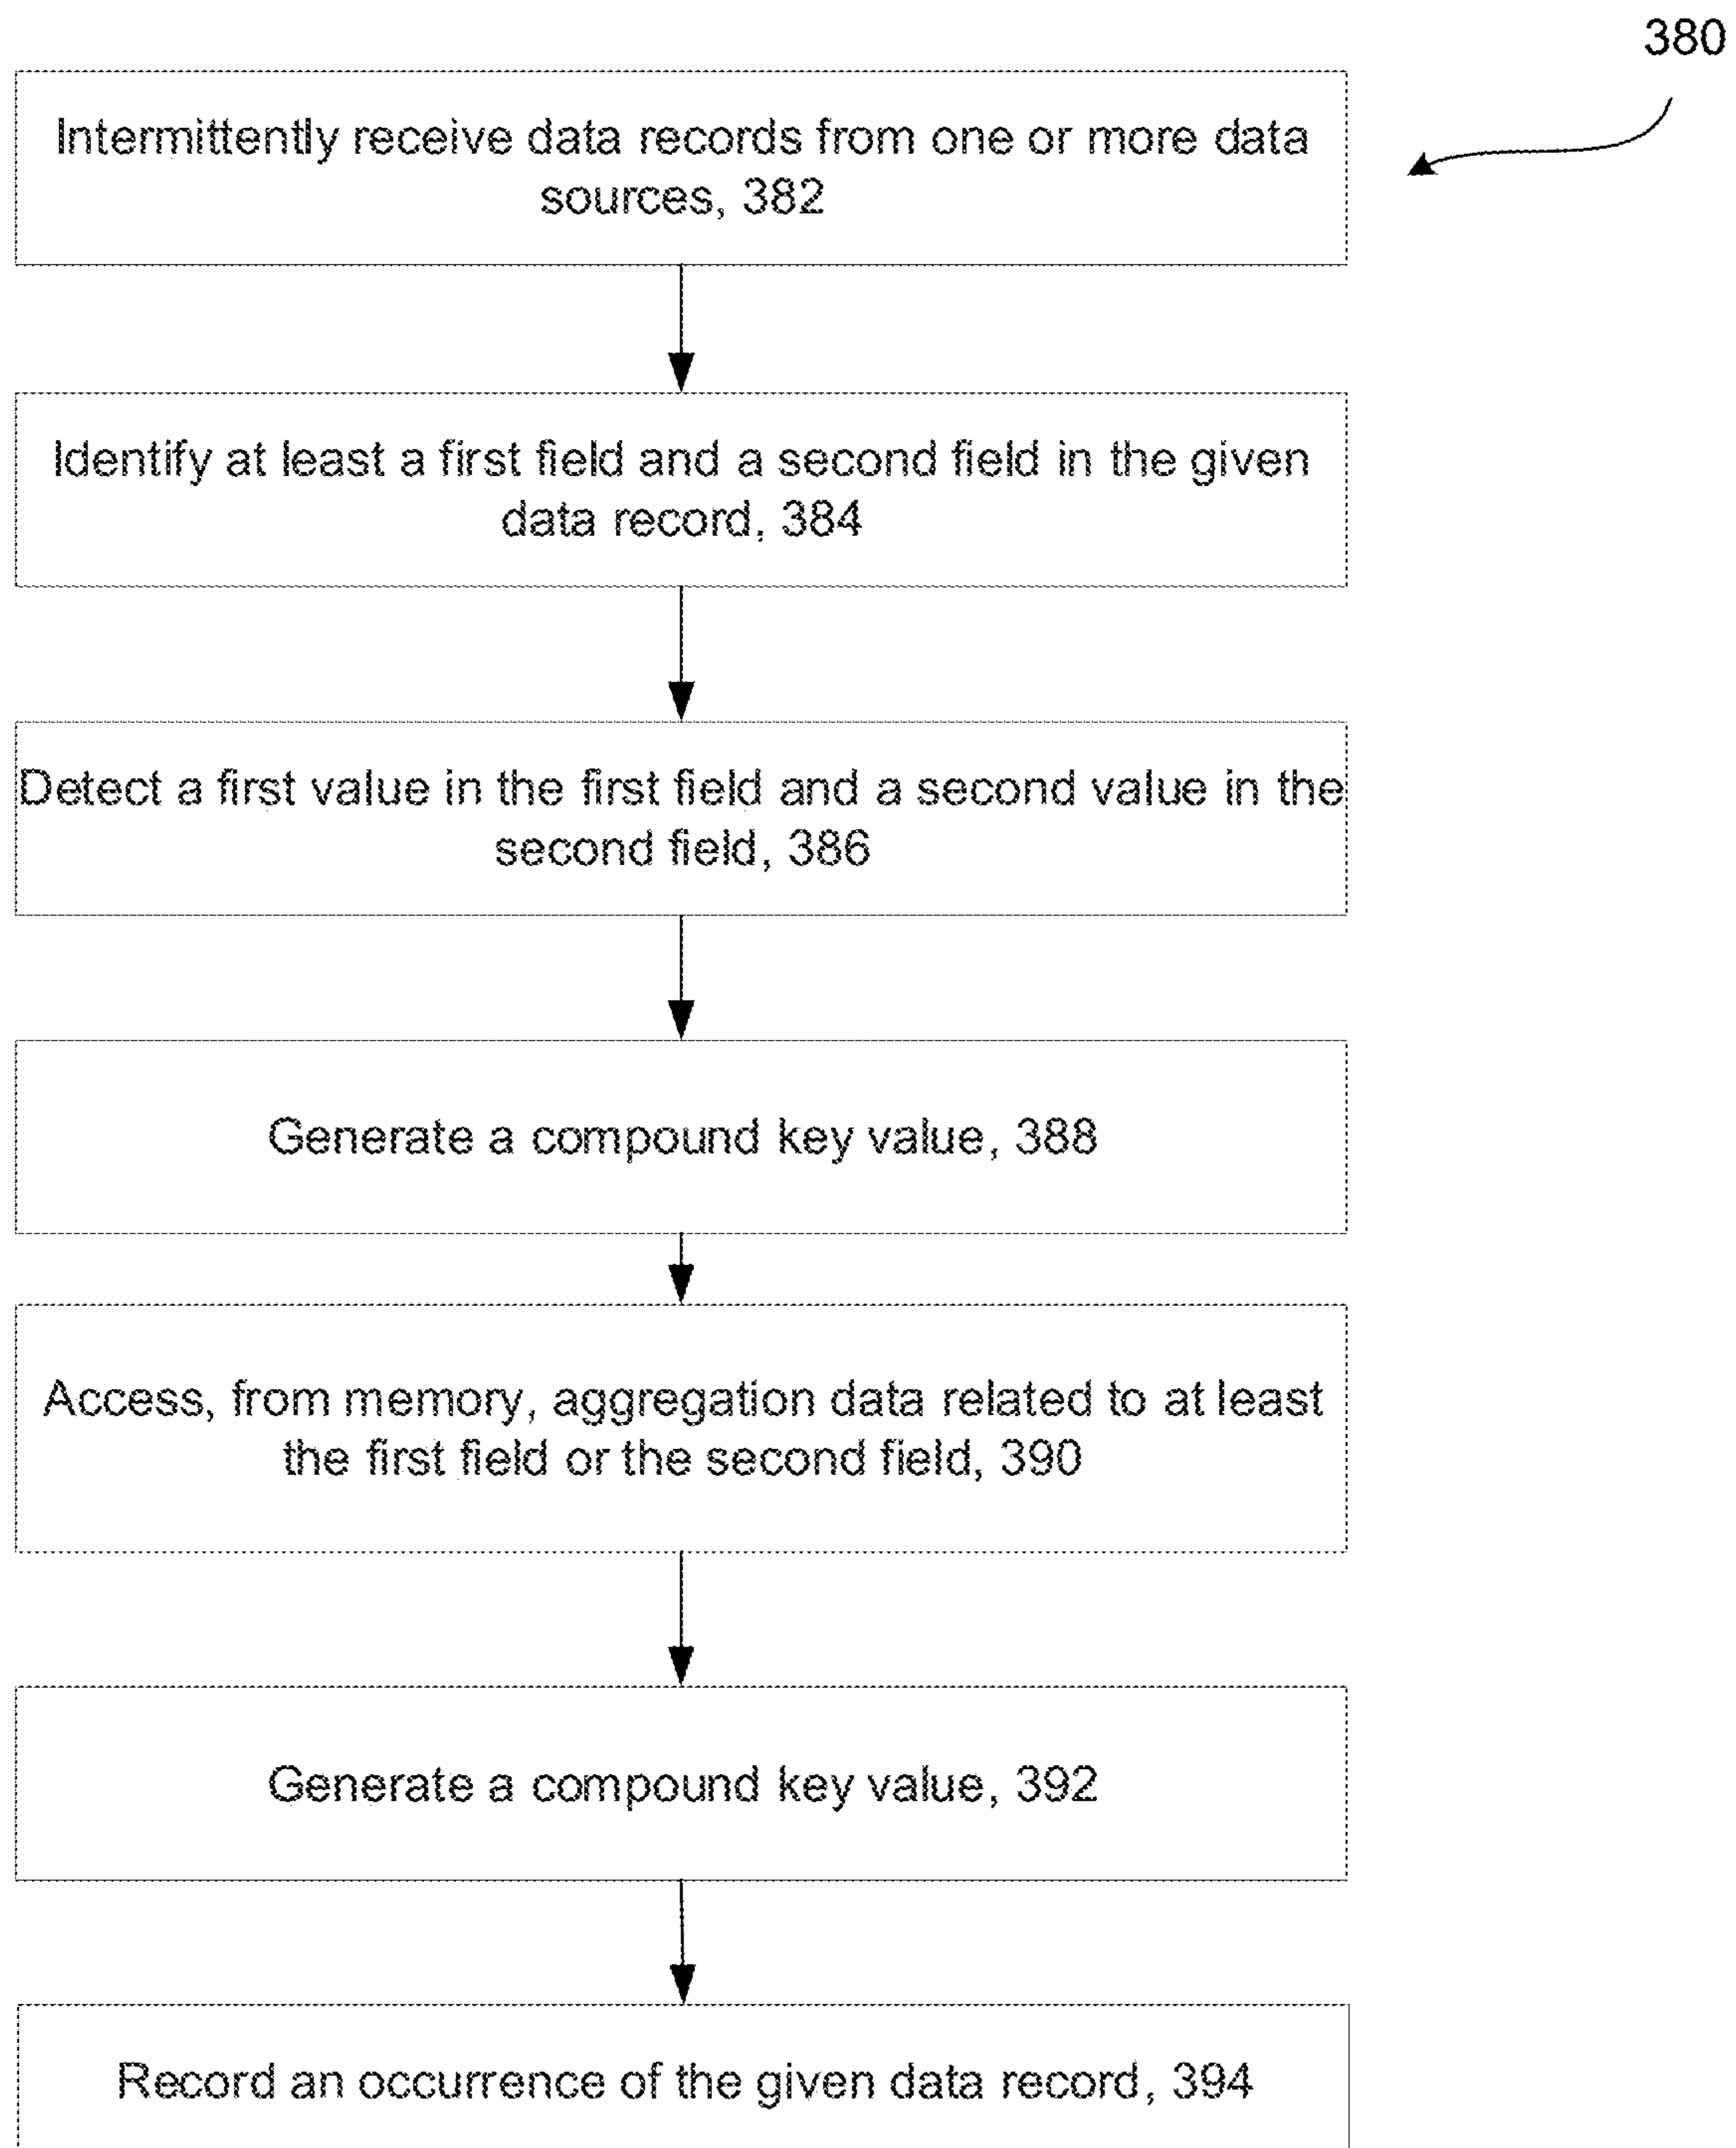 380
Intermittently receive data records from one or more data
sources, 382
Identify at least a first field and a second field in the given
data record, 384
Detect a first value in the first field and a second value in the
second field, 386
Generate a compound key value, 388
Access, from memory, aggregation data related to at least
the first field or the second field, 390
Generate a compound key value, 392
Record an occurrence of the given data record, 394